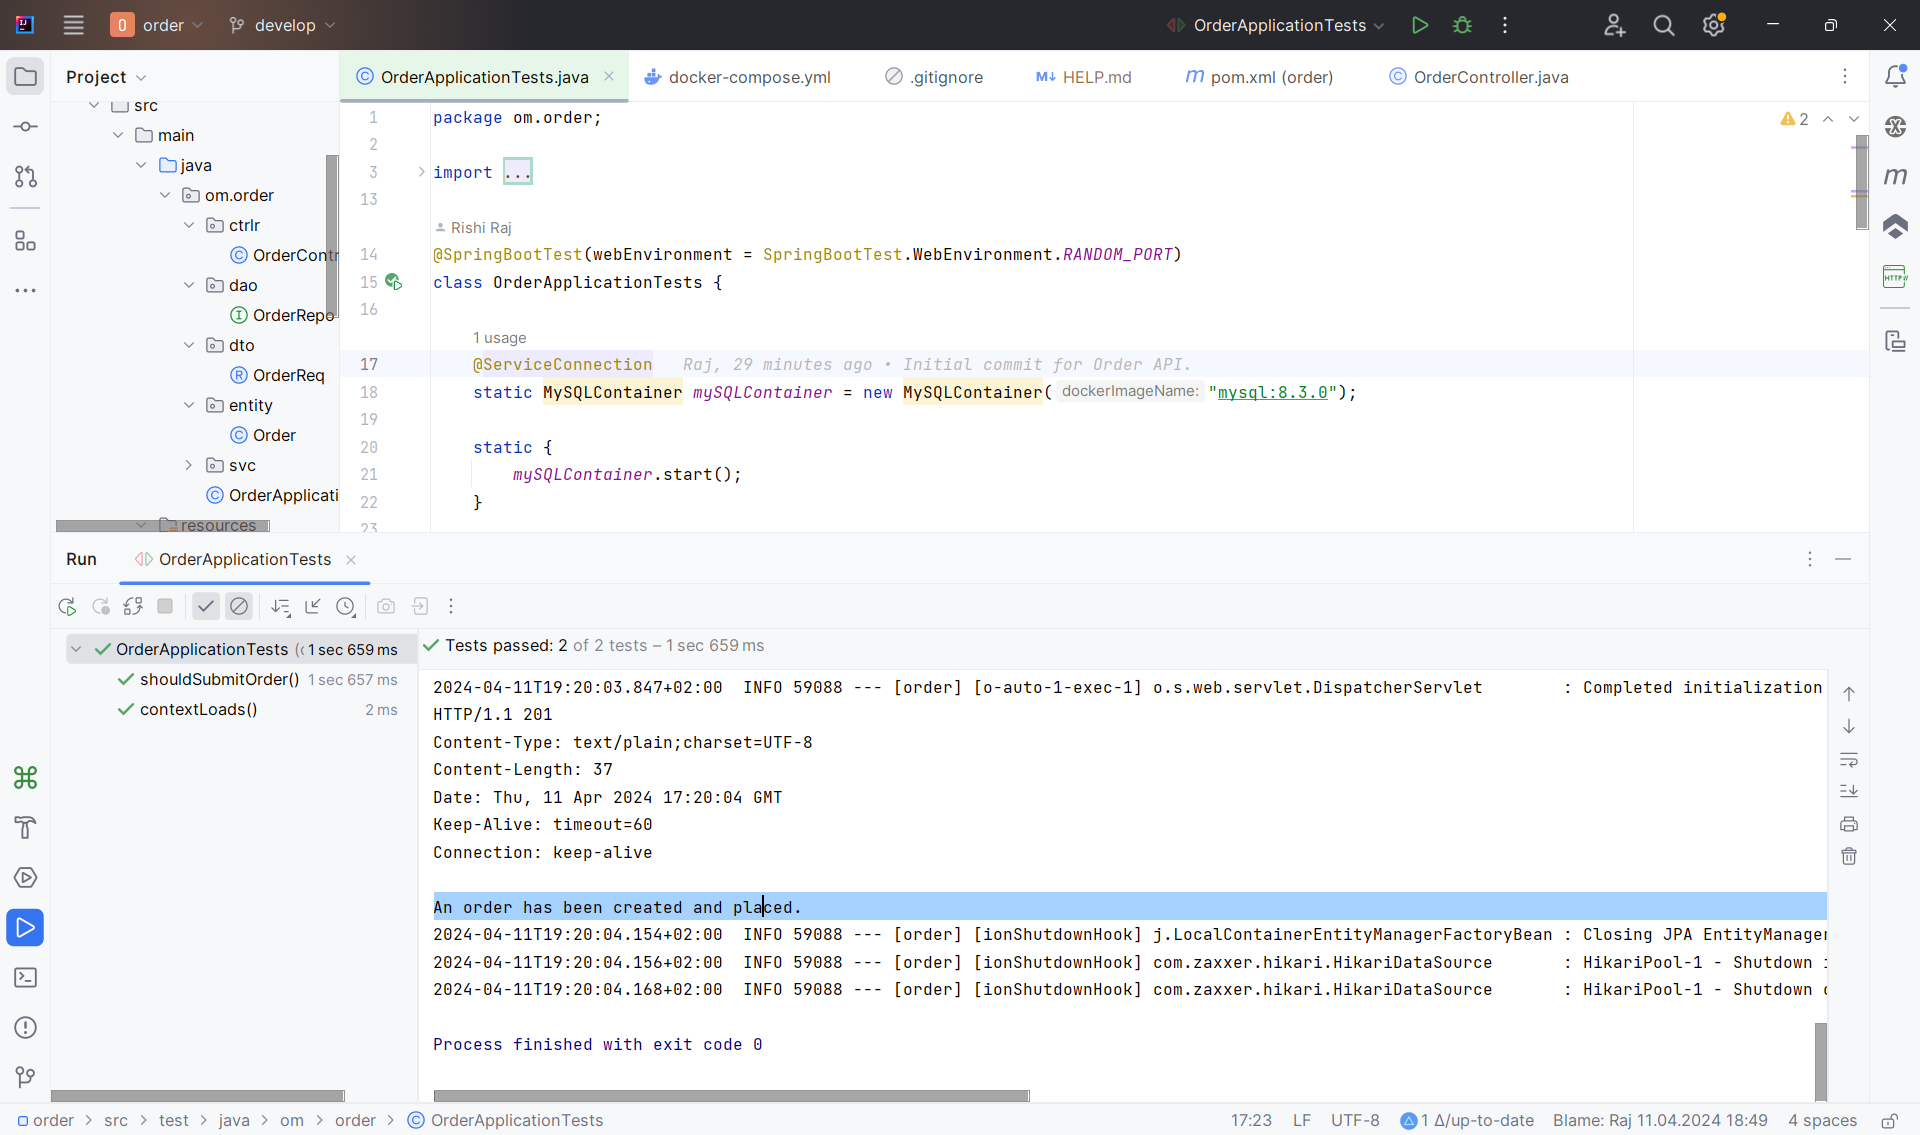 order
develop
OrderApplicationTests
Project
OrderApplicationTests.java
docker-compose.yml
.gitignore
M↓ HELP.md
m pom.xml (order)
OrderController.java
src
main
java
om.order
ctrlr
OrderContr
dao
OrderRepo
dto
OrderReq
entity
Order
svc
OrderApplicati
resources
1 package om.order;
2
3 import ...
13
Rishi Raj
14 @SpringBootTest(webEnvironment = SpringBootTest.WebEnvironment.RANDOM_PORT)
15 class OrderApplicationTests {
16
1 usage
17 @ServiceConnection Raj, 29 minutes ago • Initial commit for Order API.
18 static MySQLContainer mySQLContainer = new MySQLContainer( dockerImageName: "mysql:8.3.0");
19
20 static {
21 mySQLContainer.start();
22 }
23
2
Run
OrderApplicationTests
OrderApplicationTests (c 1 sec 659 ms
shouldSubmitOrder() 1 sec 657 ms
contextLoads() 2 ms
Tests passed: 2 of 2 tests – 1 sec 659 ms
2024-04-11T19:20:03.847+02:00 INFO 59088 --- [order] [o-auto-1-exec-1] o.s.web.servlet.DispatcherServlet : Completed initialization
HTTP/1.1 201
Content-Type: text/plain;charset=UTF-8
Content-Length: 37
Date: Thu, 11 Apr 2024 17:20:04 GMT
Keep-Alive: timeout=60
Connection: keep-alive
An order has been created and placed.
2024-04-11T19:20:04.154+02:00 INFO 59088 --- [order] [ionShutdownHook] j.LocalContainerEntityManagerFactoryBean : Closing JPA EntityManager
2024-04-11T19:20:04.156+02:00 INFO 59088 --- [order] [ionShutdownHook] com.zaxxer.hikari.HikariDataSource : HikariPool-1 - Shutdown
2024-04-11T19:20:04.168+02:00 INFO 59088 --- [order] [ionShutdownHook] com.zaxxer.hikari.HikariDataSource : HikariPool-1 - Shutdown
Process finished with exit code 0
order > src > test > java > om > order > OrderApplicationTests
17:23 LF UTF-8 1 Δ/up-to-date Blame: Raj 11.04.2024 18:49 4 spaces